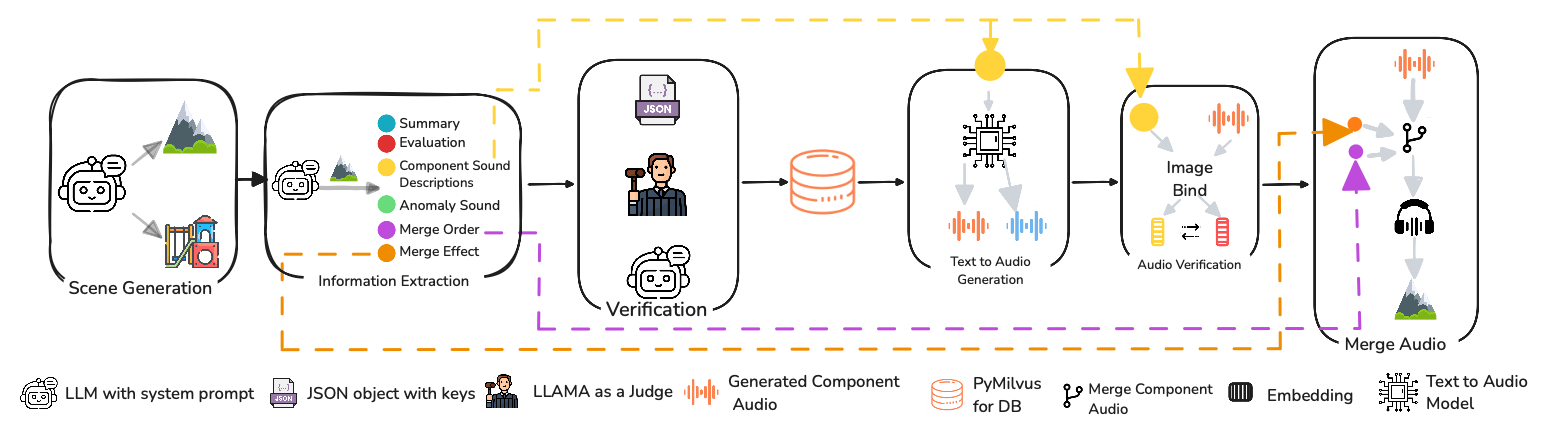 Summary
Evaluation
Component Sound
Descriptions
Anomaly Sound
Merge Order
Merge Effect
Scene Generation
Information Extraction
{...}
JSON
Verification
Text to Audio
Generation
Image
Bind
Audio Verification
Merge Audio
LLM with system prompt
JSON
JSON object with keys
LLAMA as a Judge
Generated Component
Audio
PyMilvus
for DB
Merge Component
Audio
Embedding
Text to Audio
Model